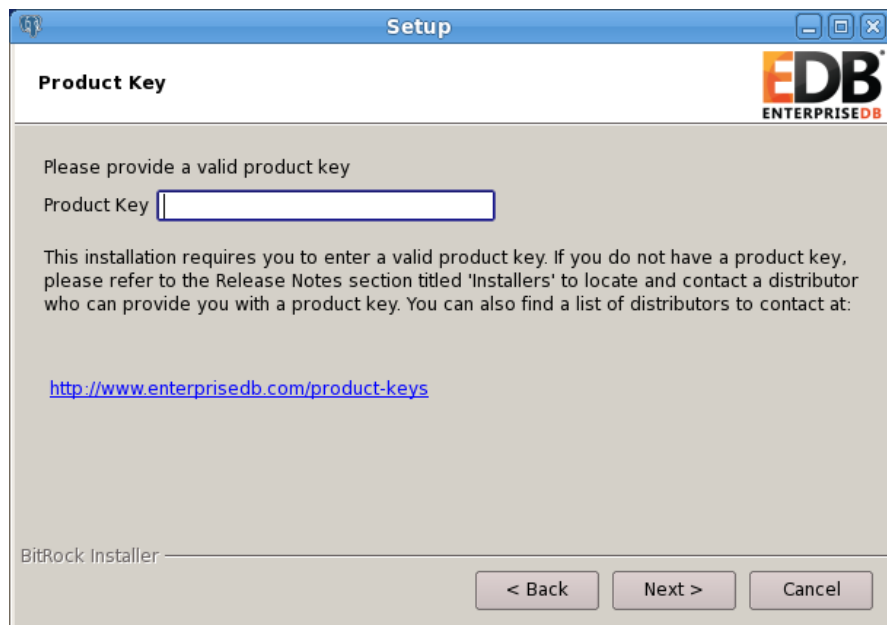 Setup
Product Key
EDB
ENTERPRISEDB
Please provide a valid product key
Product Key
This installation requires you to enter a valid product key. If you do not have a product key,
please refer to the Release Notes section titled 'Installers' to locate and contact a distributor
who can provide you with a product key. You can also find a list of distributors to contact at:
http://www.enterprisedb.com/product-keys
BitRock Installer
< Back Next > Cancel